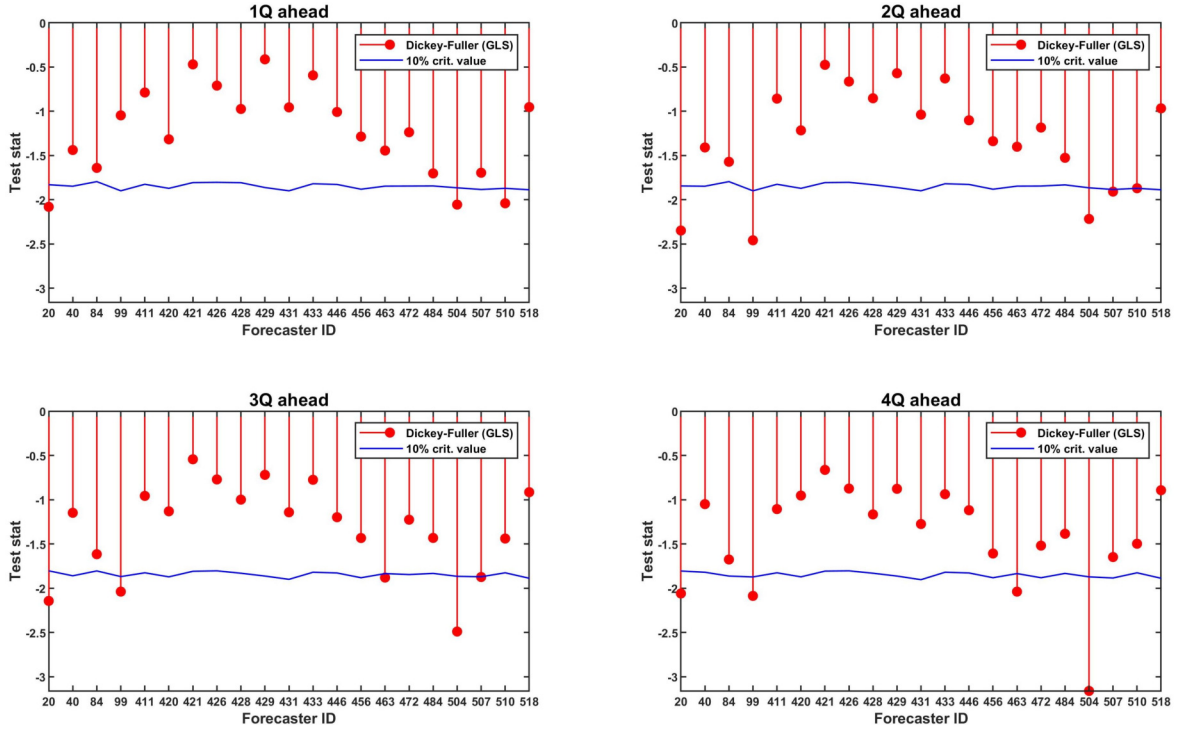 1Q ahead
0
-0.5
-1
-1.5
-2
-2.5
-3
Test stat
Dickey-Fuller (GLS)
10% crit. value
20 40 84 99 411 420 421 426 428 429 431 433 446 456 463 472 484 504 507 510 518
Forecaster ID
2Q ahead
0
-0.5
-1
-1.5
-2
-2.5
-3
Test stat
Dickey-Fuller (GLS)
10% crit. value
20 40 84 99 411 420 421 426 428 429 431 433 446 456 463 472 484 504 507 510 518
Forecaster ID
3Q ahead
0
-0.5
-1
-1.5
-2
-2.5
-3
Test stat
Dickey-Fuller (GLS)
10% crit. value
20 40 84 99 411 420 421 426 428 429 431 433 446 456 463 472 484 504 507 510 518
Forecaster ID
4Q ahead
0
-0.5
-1
-1.5
-2
-2.5
-3
Test stat
Dickey-Fuller (GLS)
10% crit. value
20 40 84 99 411 420 421 426 428 429 431 433 446 456 463 472 484 504 507 510 518
Forecaster ID